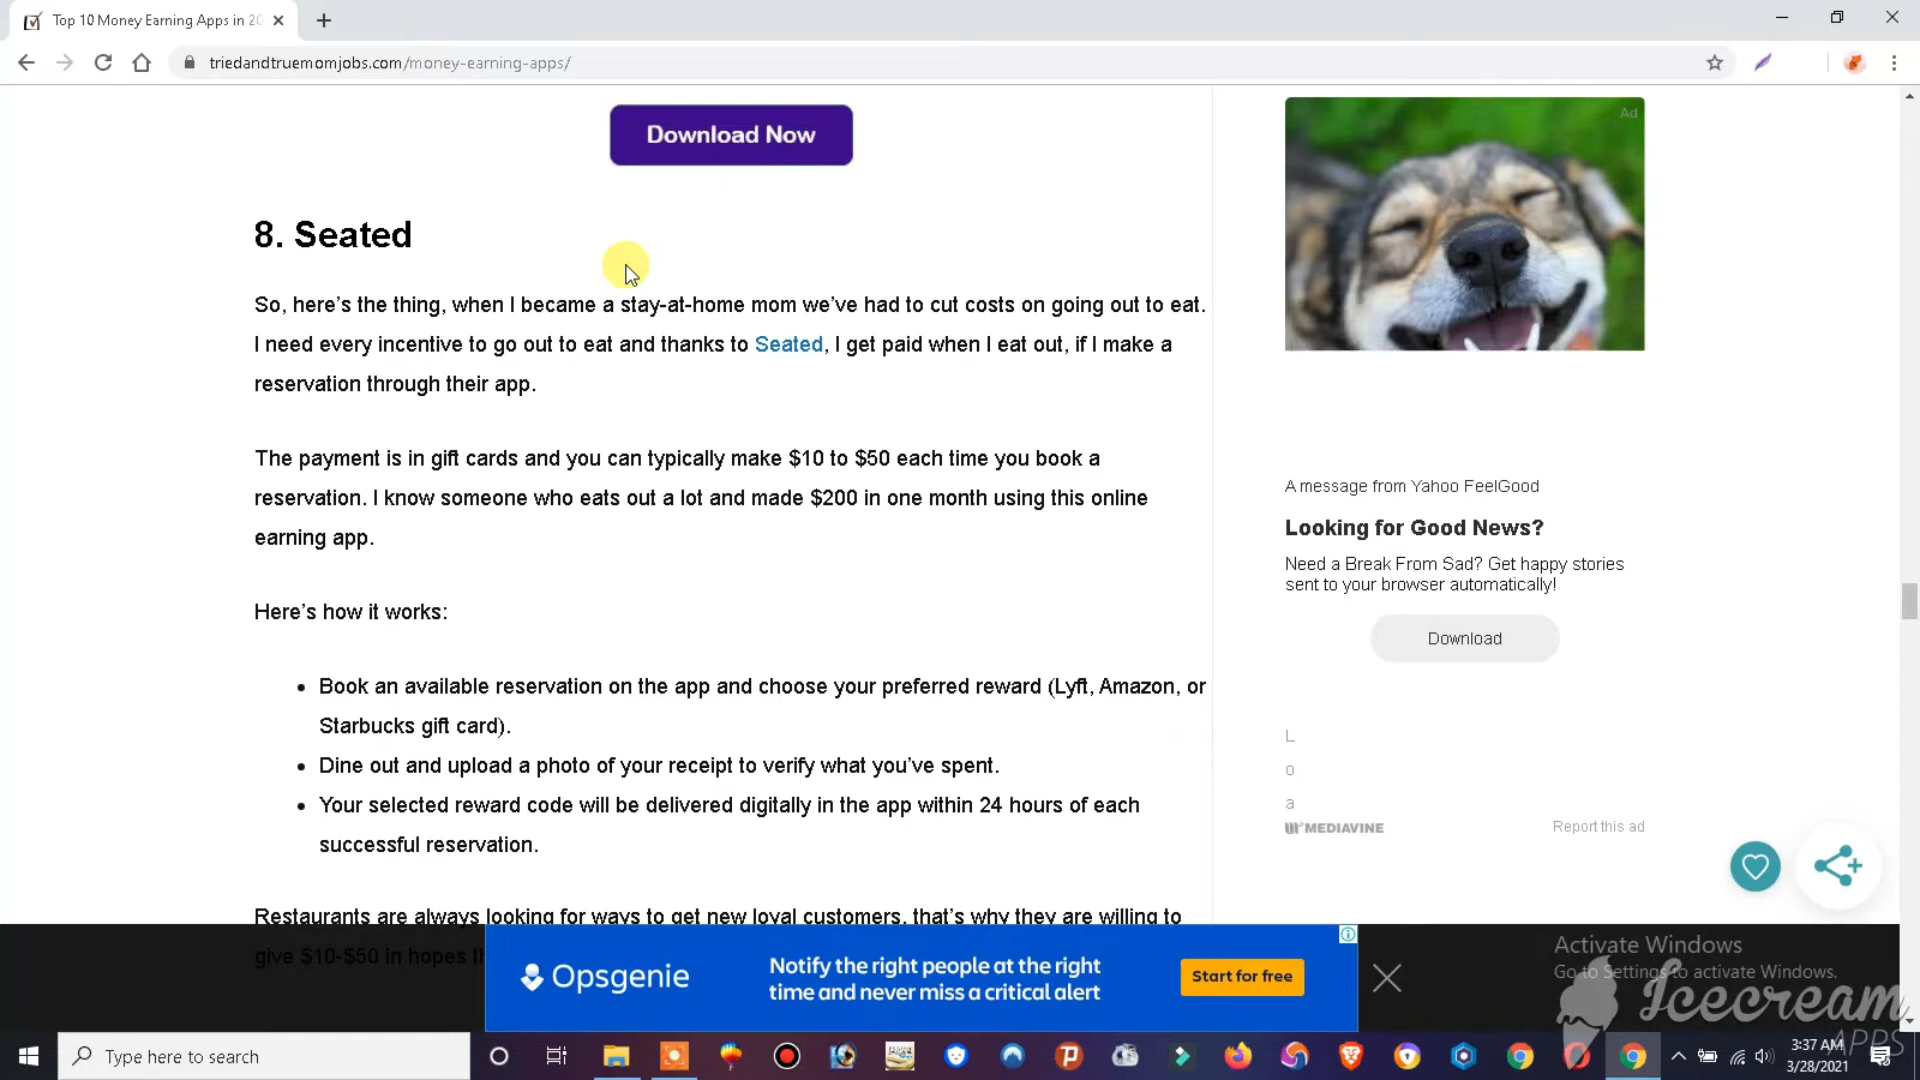 Top 10 Money Earning Apps in 20
triedandtruemomjobs.com/money-earning-apps/
Download Now
Ad
8. Seated
So, here's the thing, when I became a stay-at-home mom we've had to cut costs on going out to eat.
I need every incentive to go out to eat and thanks to Seated, I get paid when I eat out, if I make a
reservation through their app.
The payment is in gift cards and you can typically make $10 to $50 each time you book a
reservation. I know someone who eats out a lot and made $200 in one month using this online
earning app.
Here's how it works:
• Book an available reservation on the app and choose your preferred reward (Lyft, Amazon, or
Starbucks gift card).
• Dine out and upload a photo of your receipt to verify what you've spent.
• Your selected reward code will be delivered digitally in the app within 24 hours of each
successful reservation.
Restaurants are always looking for ways to get new loyal customers, that's why they are willing to
give $10-$50 in hopes
A message from Yahoo FeelGood
Looking for Good News?
Need a Break From Sad? Get happy stories
sent to your browser automatically!
Download
L
o
a
MEDIAVINE
Report this ad
Opsgenie
Notify the right people at the right
time and never miss a critical alert
Start for free
Activate Windows
Go to Settings to activate Windows.
Icecream
APPS
Type here to search
3:37 AM
3/28/2021